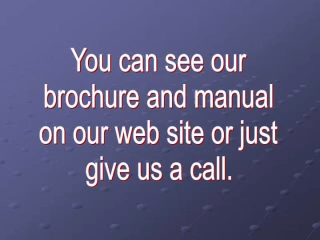 You can see our
brochure and manual
on our web site or just
give us a call.